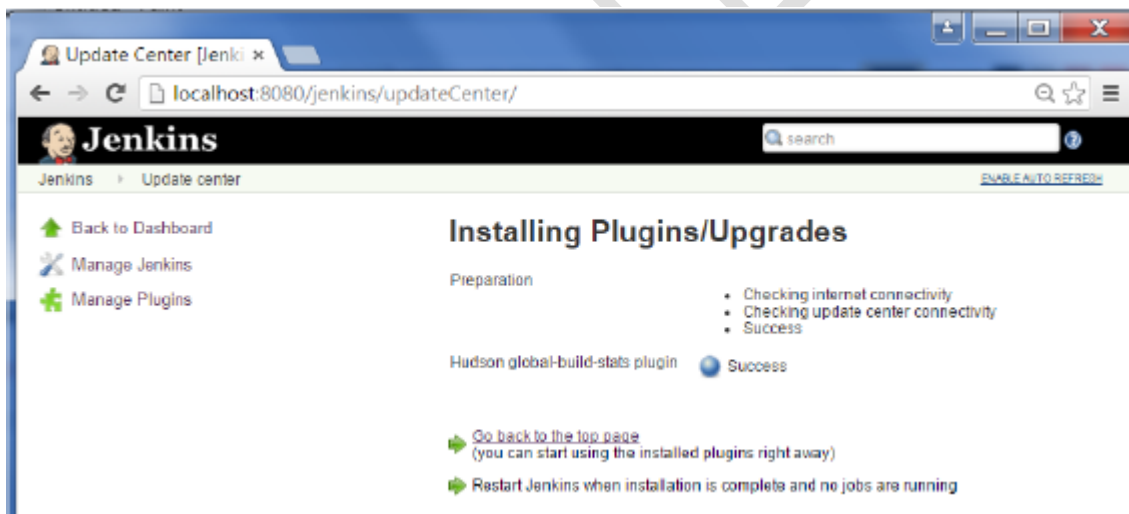 Update Center [Jenki
localhost:8080/jenkins/updateCenter/
Jenkins
search
Jenkins Update center
ENABLE AUTO REFRESH
Back to Dashboard
Manage Jenkins
Manage Plugins
Installing Plugins/Upgrades
Preparation
Checking internet connectivity
Checking update center connectivity
Success
Hudson global-build-stats plugin Success
Go back to the top page
(you can start using the installed plugins right away)
Restart Jenkins when installation is complete and no jobs are running